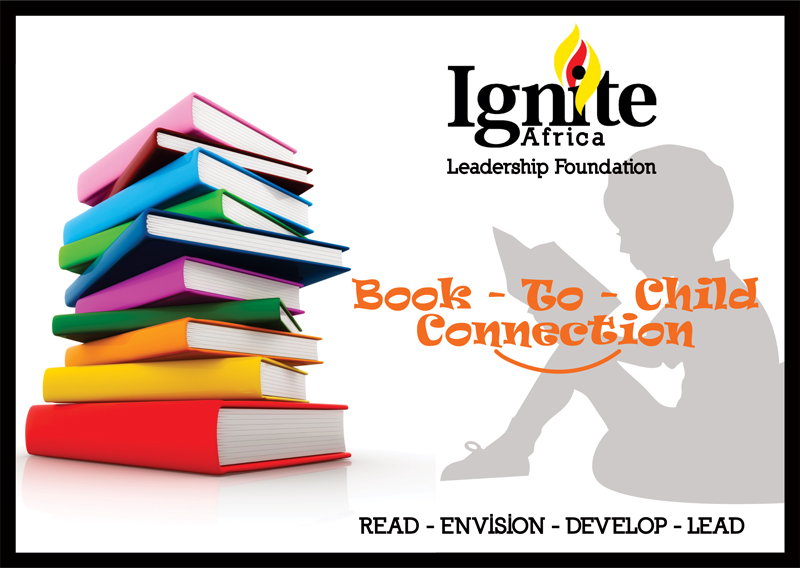 Ignite
Africa
Leadership Foundation
Book - To - Child
Connection
READ - ENVISION - DEVELOP - LEAD